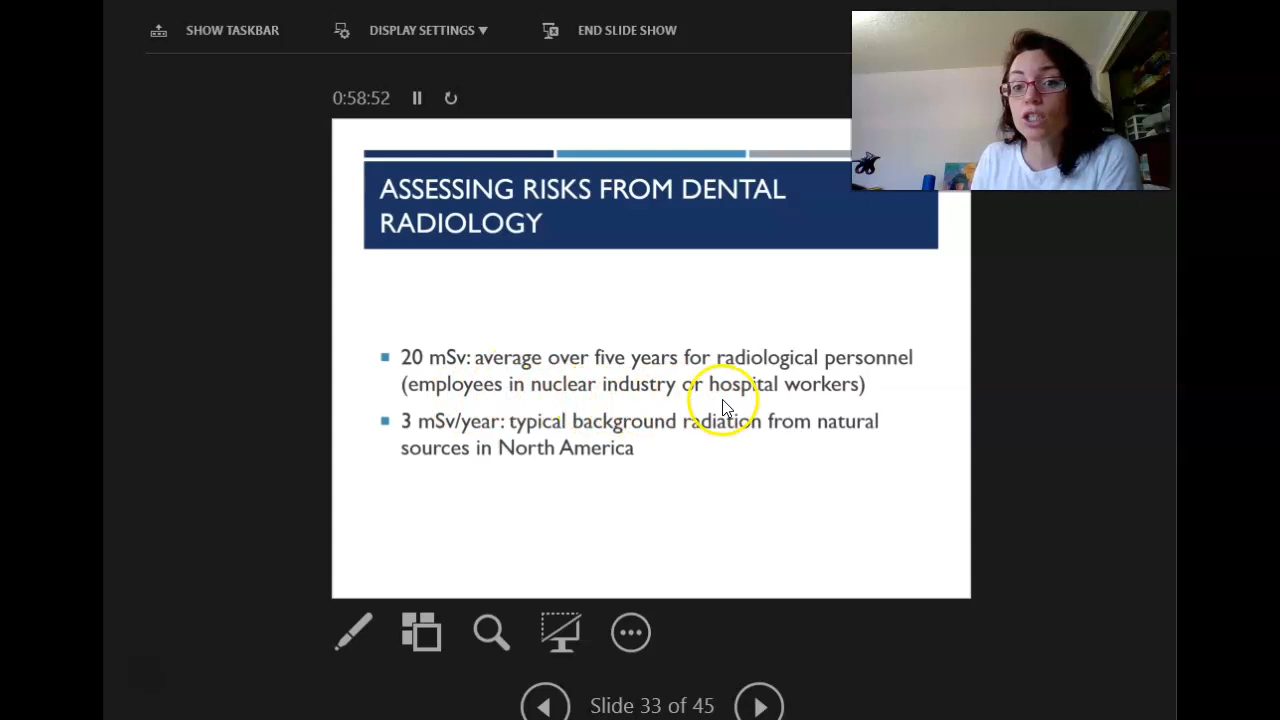 SHOW TASKBAR DISPLAY SETTINGS ▼ END SLIDE SHOW
0:58:52
ASSESSING RISKS FROM DENTAL
RADIOLOGY
▪ 20 mSv: average over five years for radiological personnel
(employees in nuclear industry or hospital workers)
▪ 3 mSv/year: typical background radiation from natural
sources in North America
Slide 33 of 45